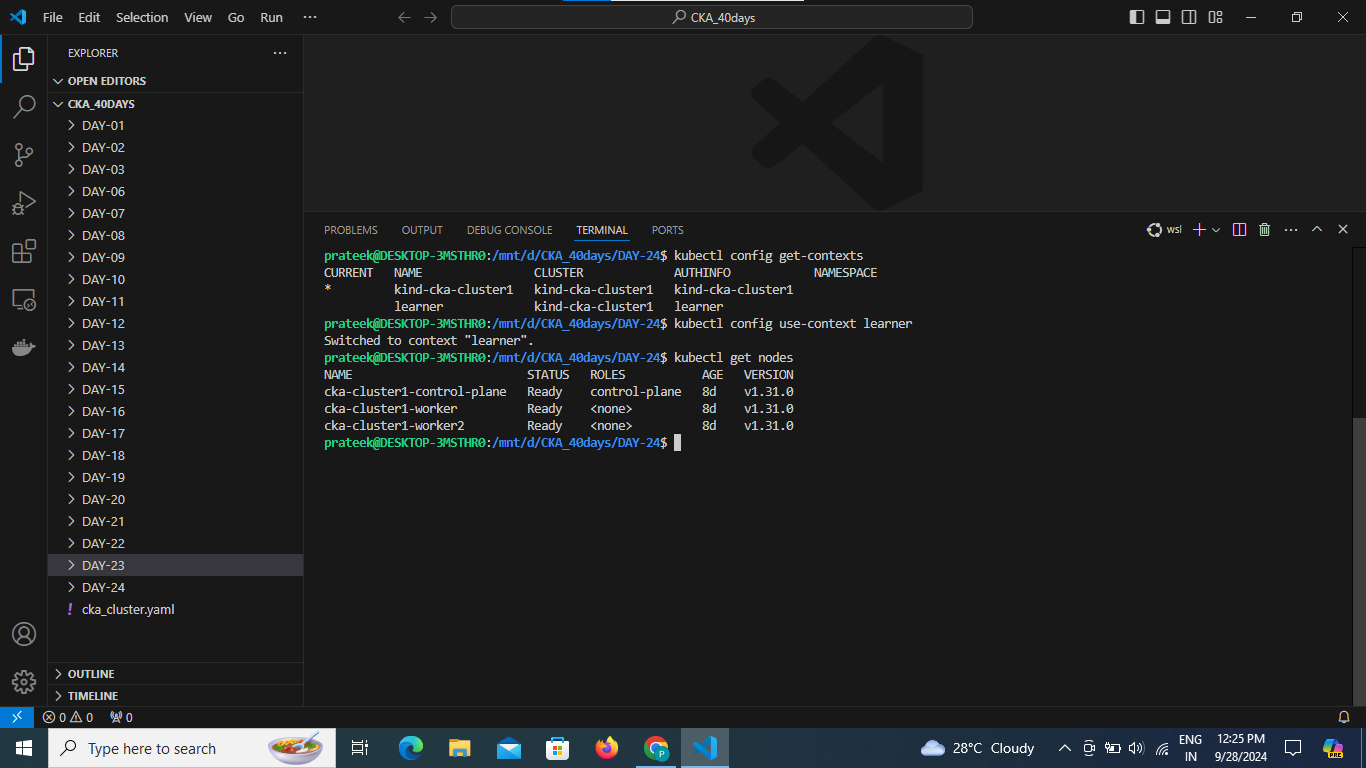 File Edit Selection View Go Run ···
CKA_40days
EXPLORER
OPEN EDITORS
CKA_40DAYS
DAY-01
DAY-02
DAY-03
DAY-06
DAY-07
DAY-08
DAY-09
DAY-10
DAY-11
DAY-12
DAY-13
DAY-14
DAY-15
DAY-16
DAY-17
DAY-18
DAY-19
DAY-20
DAY-21
DAY-22
DAY-23
DAY-24
! cka_cluster.yaml
OUTLINE
TIMELINE
PROBLEMS OUTPUT DEBUG CONSOLE TERMINAL PORTS
wsl
prateek@DESKTOP-3MSTHR0:/mnt/d/CKA_40days/DAY-24$ kubectl config get-contexts
CURRENT NAME CLUSTER AUTHINFO NAMESPACE
* kind-cka-cluster1 kind-cka-cluster1 kind-cka-cluster1
learner kind-cka-cluster1 learner
prateek@DESKTOP-3MSTHR0:/mnt/d/CKA_40days/DAY-24$ kubectl config use-context learner
Switched to context "learner".
prateek@DESKTOP-3MSTHR0:/mnt/d/CKA_40days/DAY-24$ kubectl get nodes
NAME STATUS ROLES AGE VERSION
cka-cluster1-control-plane Ready control-plane 8d v1.31.0
cka-cluster1-worker Ready <none> 8d v1.31.0
cka-cluster1-worker2 Ready <none> 8d v1.31.0
prateek@DESKTOP-3MSTHR0:/mnt/d/CKA_40days/DAY-24$
0 0 0
Type here to search
P
28°C Cloudy
ENG
IN
12:25 PM
9/28/2024
PRE